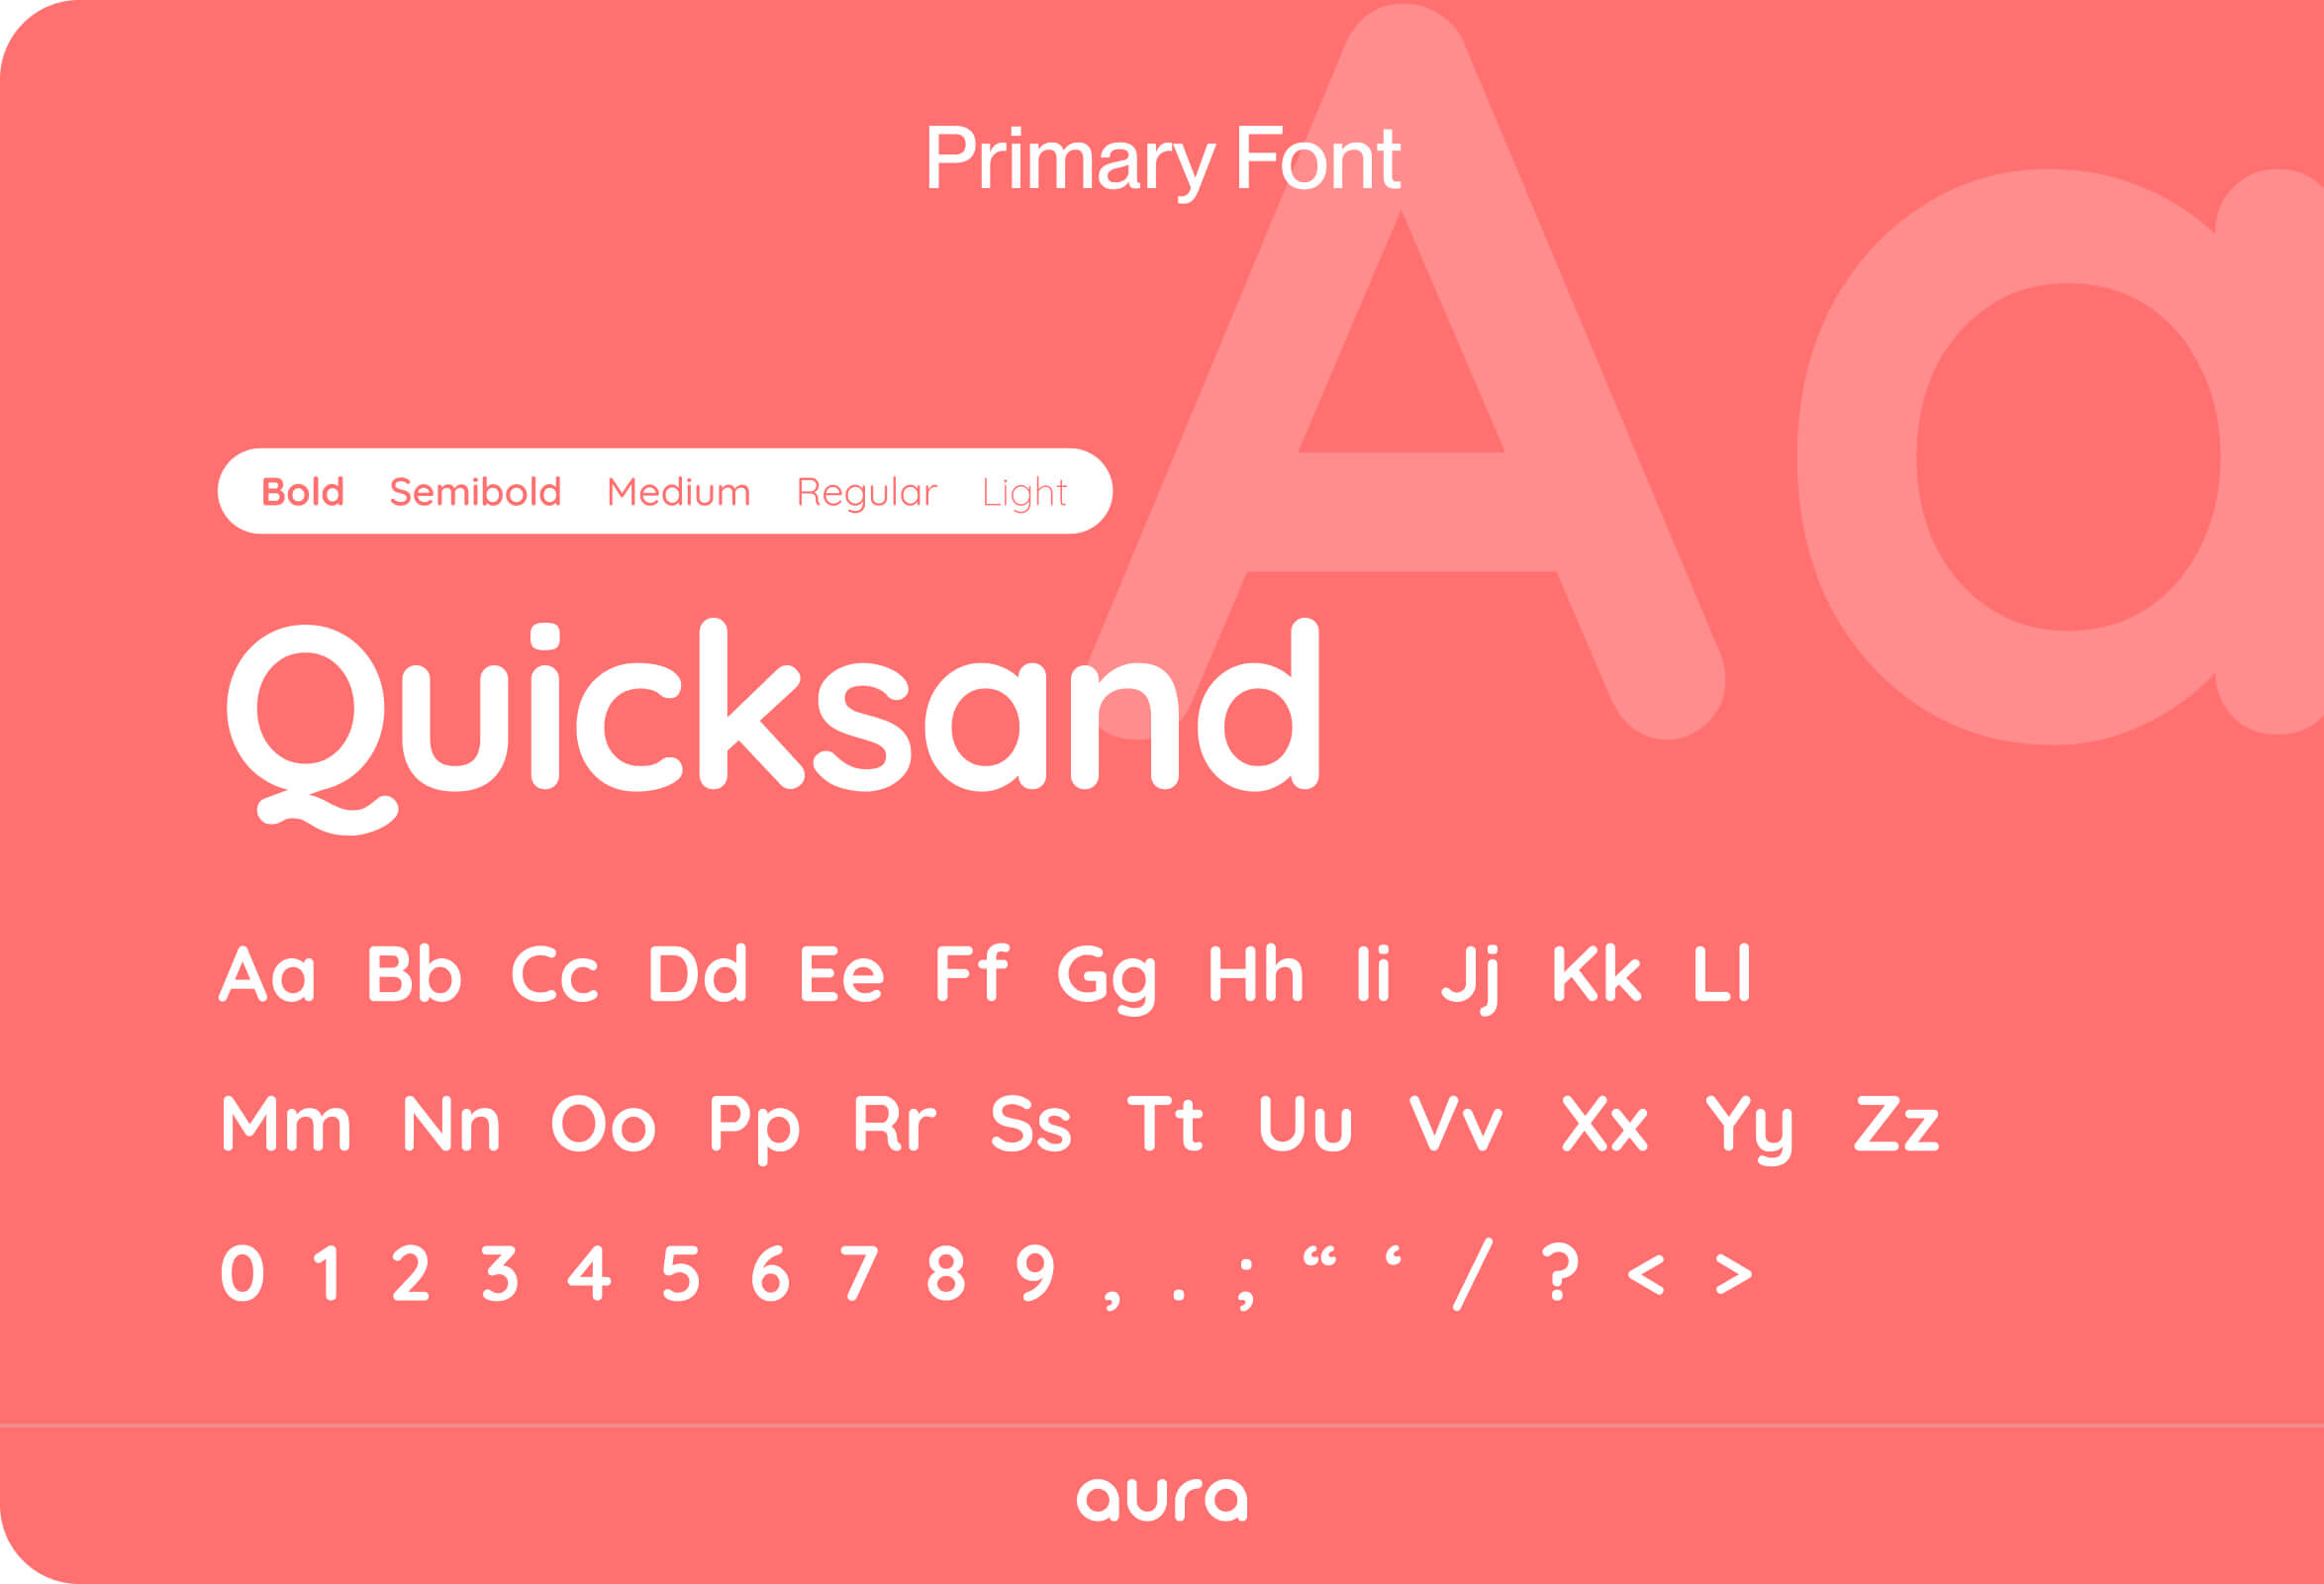 Primary Font
Aa
Bold Semibold Medium Regular Light
Quicksand
Aa Bb Cc Dd Ee Ff Gg Hh Ii Jj Kk Ll
Mm Nn Oo Pp Rr Ss Tt Uu Vv Xx Yy Zz
0 1 2 3 4 5 6 7 8 9 , . ; “ ‘ / ? < >
aura